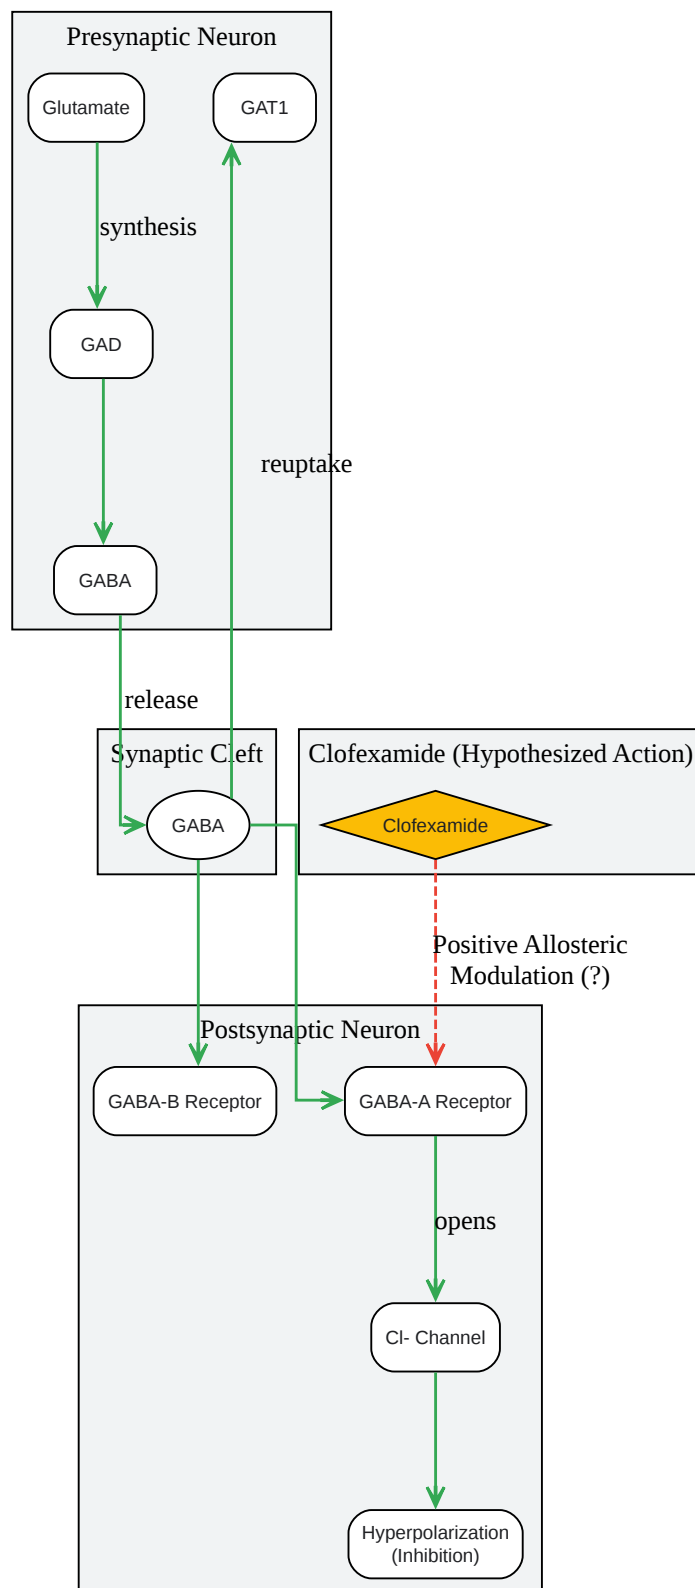 Presynaptic Neuron
Glutamate
GAT1
synthesis
GAD
reuptake
GABA
release
Synaptic Cleft
Clofexamide (Hypothesized Action)
GABA
Clofexamide
Positive Allosteric
Modulation (?)
Postsynaptic Neuron
GABA-B Receptor
GABA-A Receptor
opens
Cl- Channel
Hyperpolarization
(Inhibition)